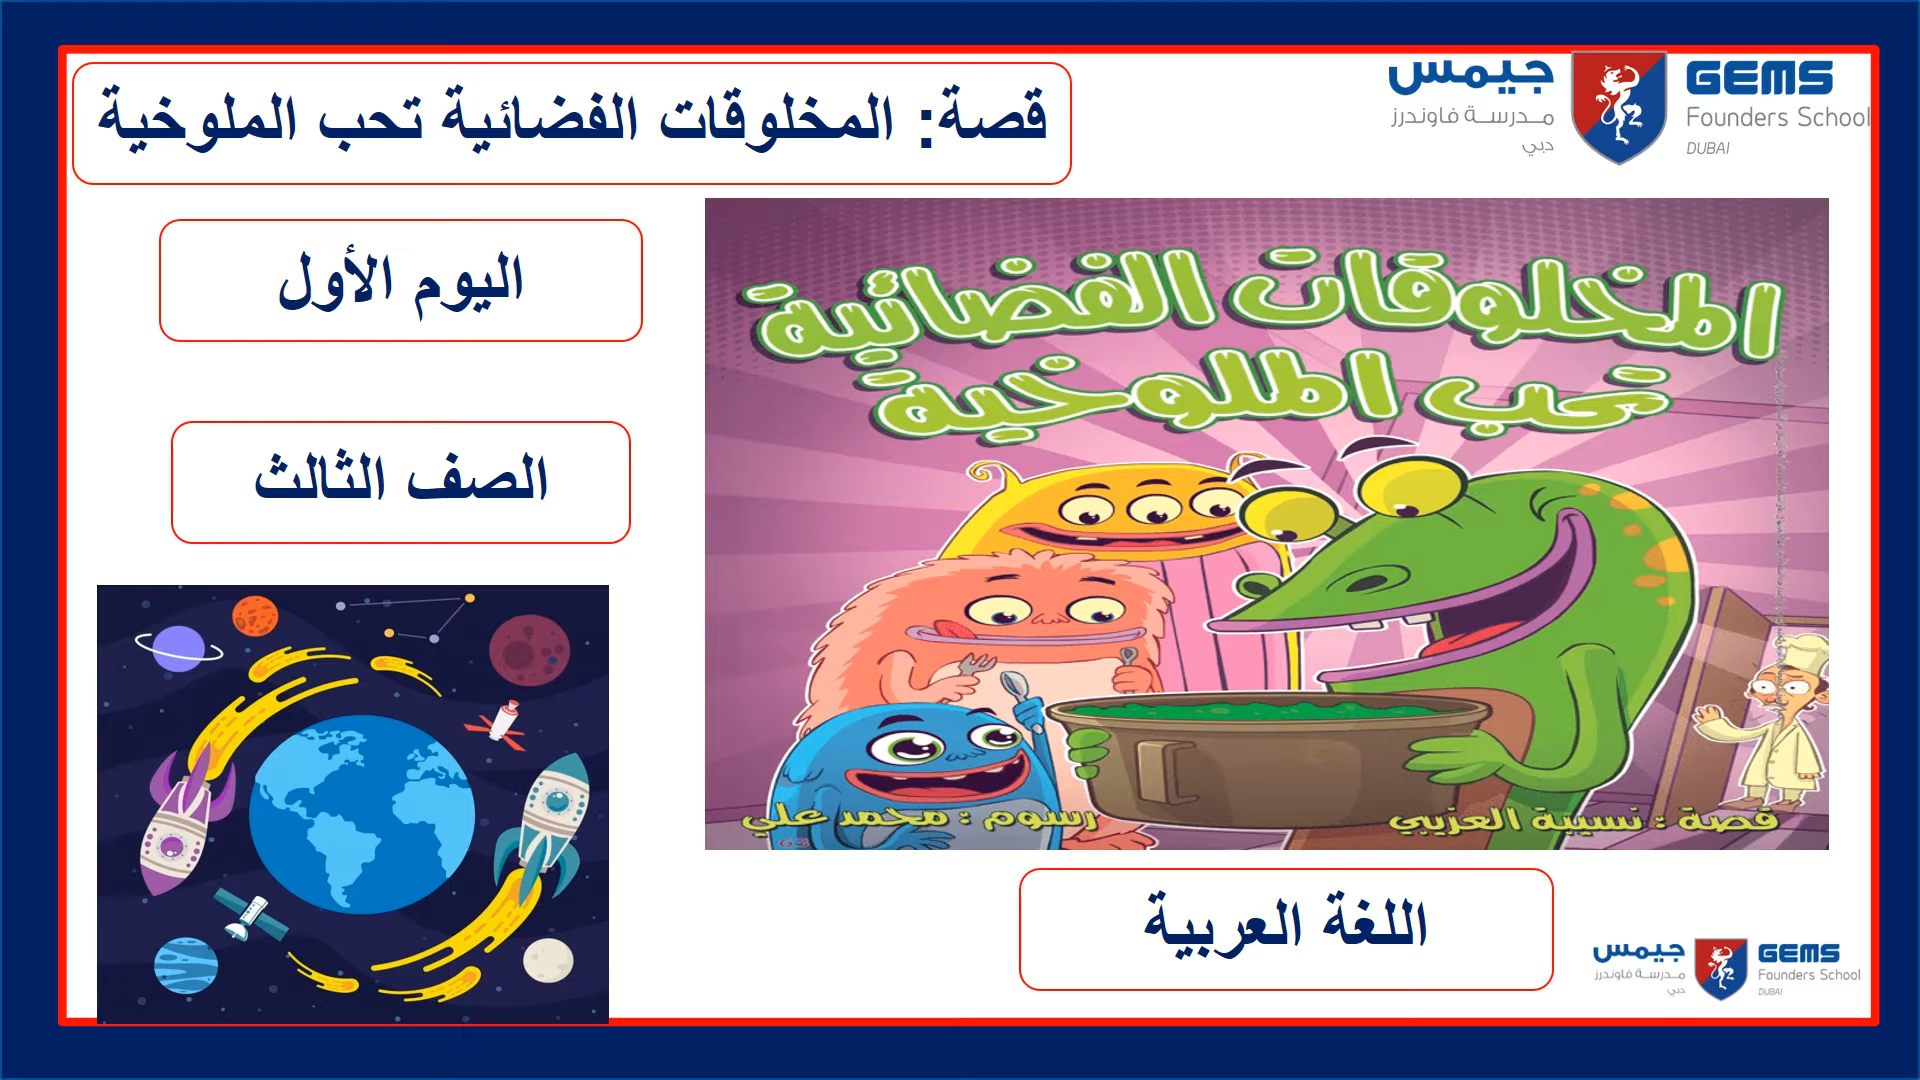 قصة: المخلوقات الفضائية تحب الملوخية
جيمس
مدرسة فاوندرز
دبي
GEMS
Founders School
DUBAI
اليوم الأول
الصف الثالث
المخلوقات الفضائية
تحب الملوخية
قصة : نسيبة العزيبي
رسوم : محمد علي
63
اللغة العربية
جيمس
مدرسة فاوندرز
دبي
GEMS
Founders School
DUBAI